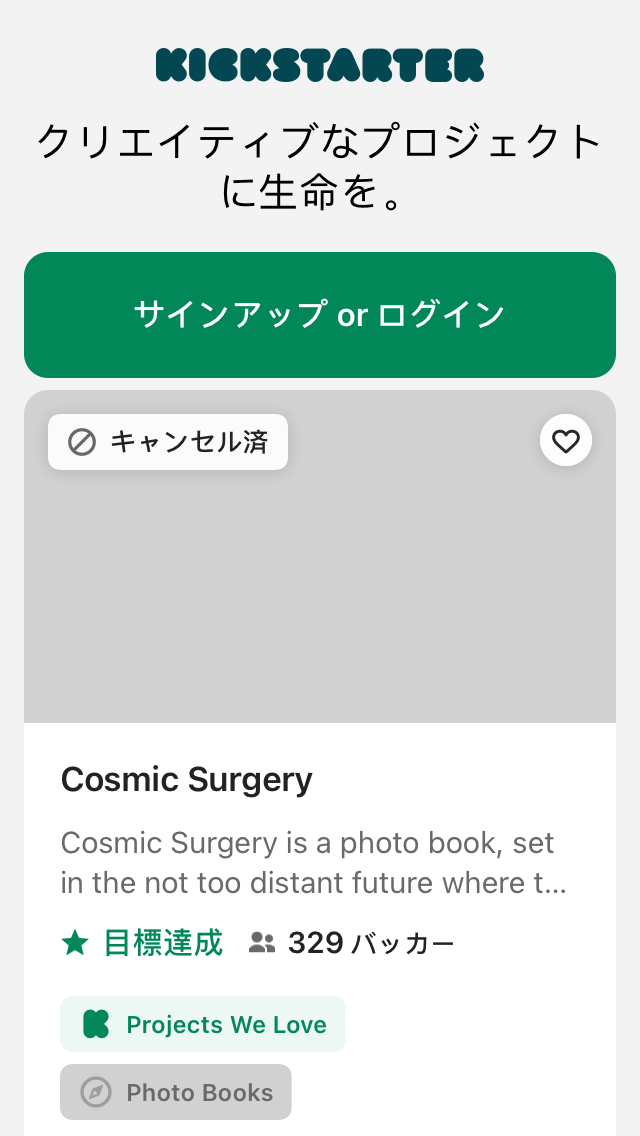 KICKSTARTER
クリエイティブなプロジェクト
に生命を。
サインアップ or ログイン
キャンセル済
Cosmic Surgery
Cosmic Surgery is a photo book, set
in the not too distant future where t...
目標達成 329 バッカー
Projects We Love
Photo Books